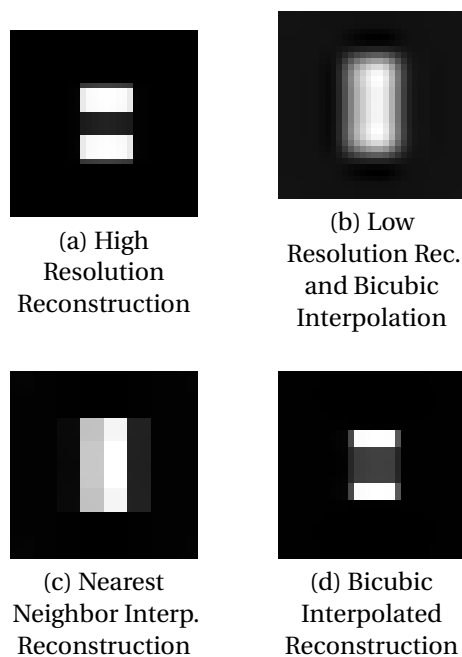 (a) High
Resolution
Reconstruction
(b) Low
Resolution Rec.
and Bicubic
Interpolation
(c) Nearest
Neighbor Interp.
Reconstruction
(d) Bicubic
Interpolated
Reconstruction